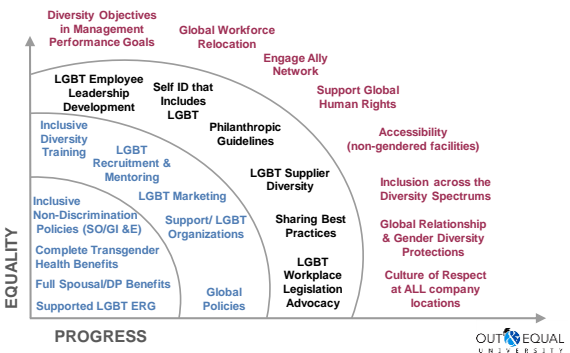 Diversity Objectives
in Management
Performance Goals
Global Workforce
Relocation
Engage Ally
Network
Support Global
Human Rights
Accessibility
(non-gendered facilities)
Inclusion across the
Diversity Spectrums
Global Relationship
& Gender Diversity
Protections
Culture of Respect
at ALL company
locations
LGBT Employee
Leadership
Development
Self ID that
Includes
LGBT
Philanthropic
Guidelines
LGBT Supplier
Diversity
Sharing Best
Practices
LGBT
Workplace
Legislation
Advocacy
Inclusive
Diversity
Training
LGBT
Recruitment &
Mentoring
LGBT Marketing
Support/ LGBT
Organizations
Global
Policies
Inclusive
Non-Discrimination
Policies (SO/GI &E)
Complete Transgender
Health Benefits
Full Spousal/DP Benefits
Supported LGBT ERG
EQUALITY
PROGRESS
OUT & EQUAL
UNIVERSITY